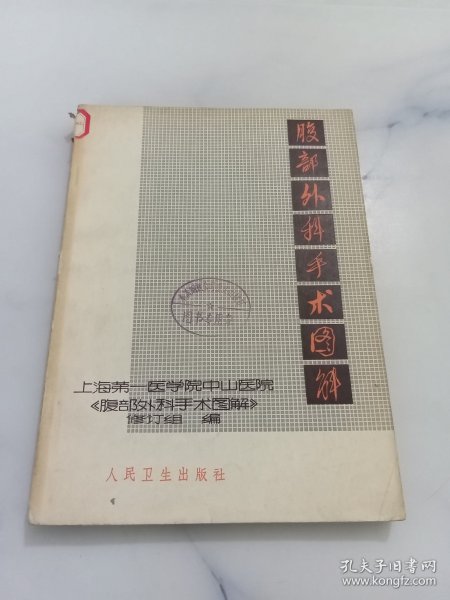 腹部外科手术图解
上海第一医学院中山医院
《腹部外科手术图解》
修订组 编
人民卫生出版社
孔夫子旧书网
www.kongfz.com